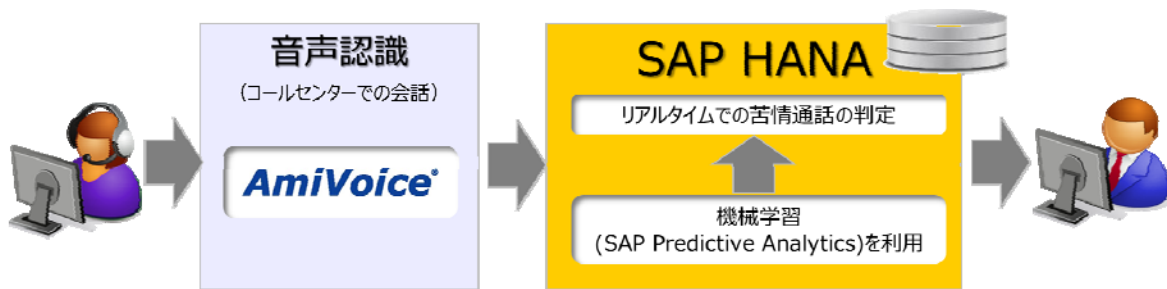 音声認識
(コールセンターでの会話)
AmiVoice®
SAP HANA
リアルタイムでの苦情通話の判定
機械学習
(SAP Predictive Analytics)を利用